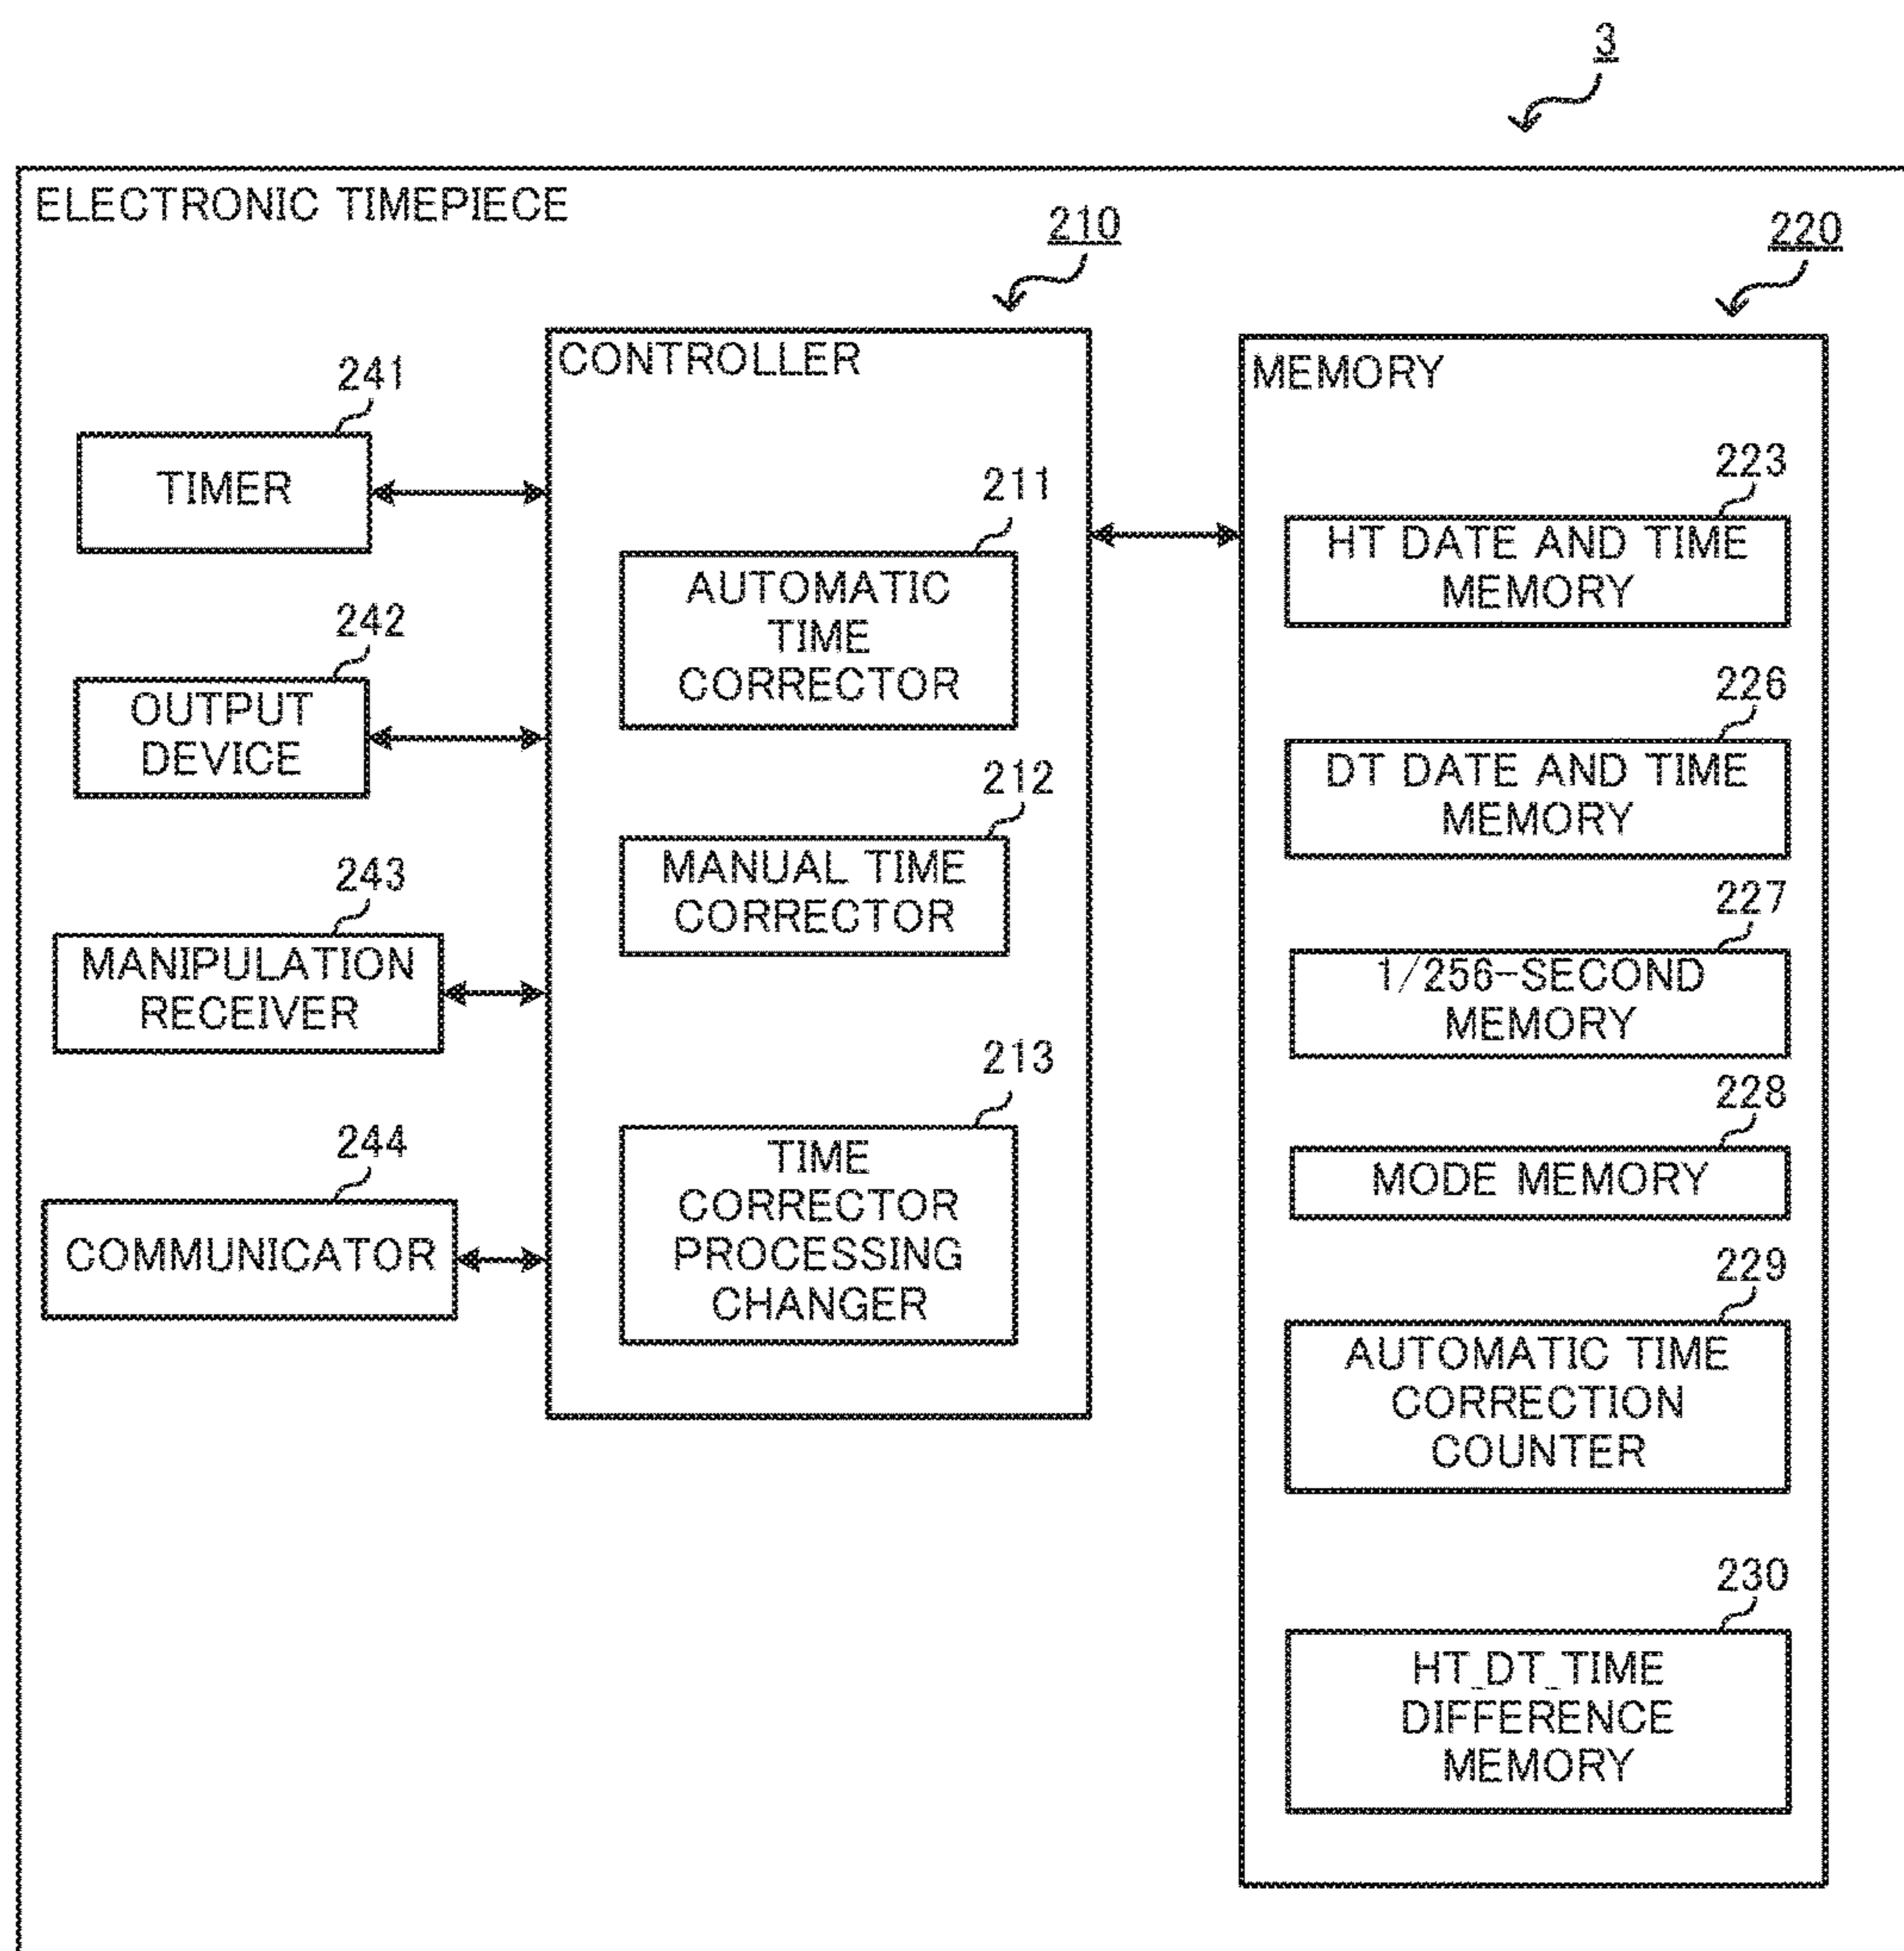 3
ELECTRONIC TIMEPIECE
210
220
241
TIMER
242
OUTPUT
DEVICE
243
MANIPULATION
RECEIVER
244
COMMUNICATOR
CONTROLLER
211
AUTOMATIC
TIME
CORRECTOR
212
MANUAL TIME
CORRECTOR
213
TIME
CORRECTOR
PROCESSING
CHANGER
MEMORY
223
HT DATE AND TIME
MEMORY
226
DT DATE AND TIME
MEMORY
227
1/256-SECOND
MEMORY
228
MODE MEMORY
229
AUTOMATIC TIME
CORRECTION
COUNTER
230
HT_DT_TIME
DIFFERENCE
MEMORY